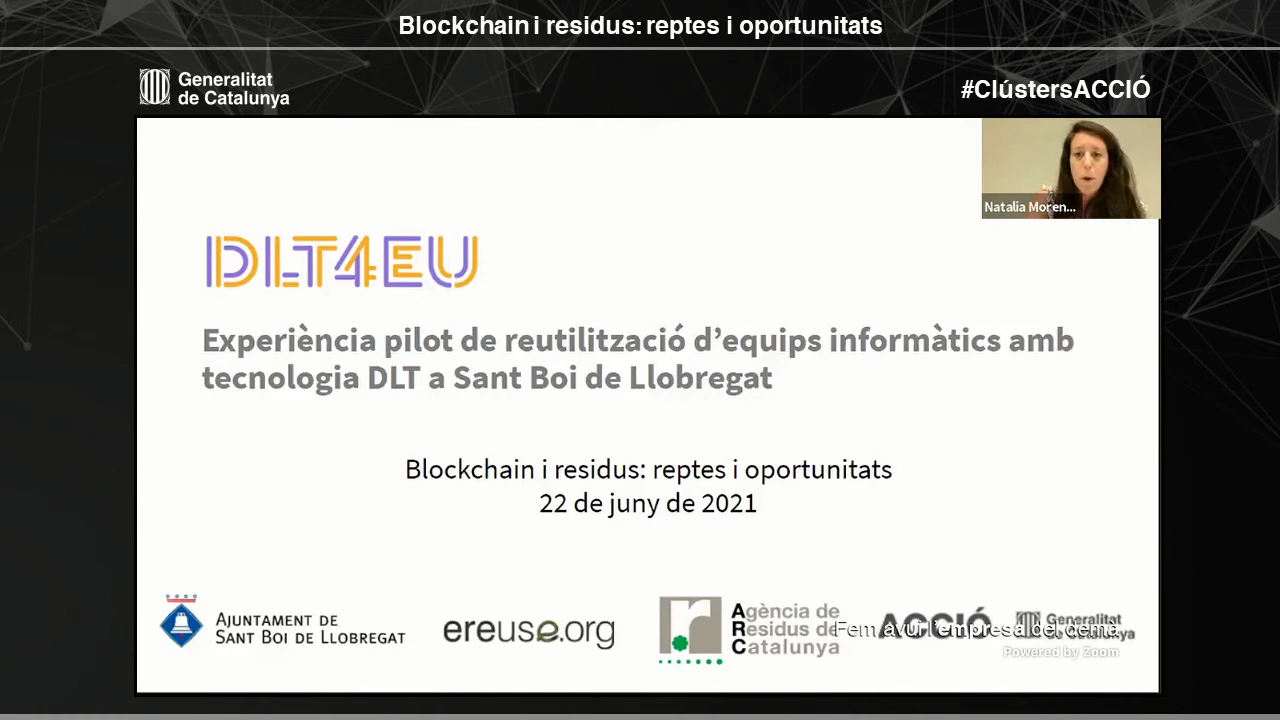 Blockchain i residus: reptes i oportunitats
Generalitat
de Catalunya
#ClústersACCIÓ
Natalia Moren...
DLT4EU
Experiència pilot de reutilització d'equips informàtics amb
tecnologia DLT a Sant Boi de Llobregat
Blockchain i residus: reptes i oportunitats
22 de juny de 2021
AJUNTAMENT DE
SANT BOI DE LLOBREGAT
ereuse.org
Agència de
Residus de
Catalunya
ACCIÓ
Generalitat
de Catalunya
Fem avui l'empresa del demà
Powered by Zoom